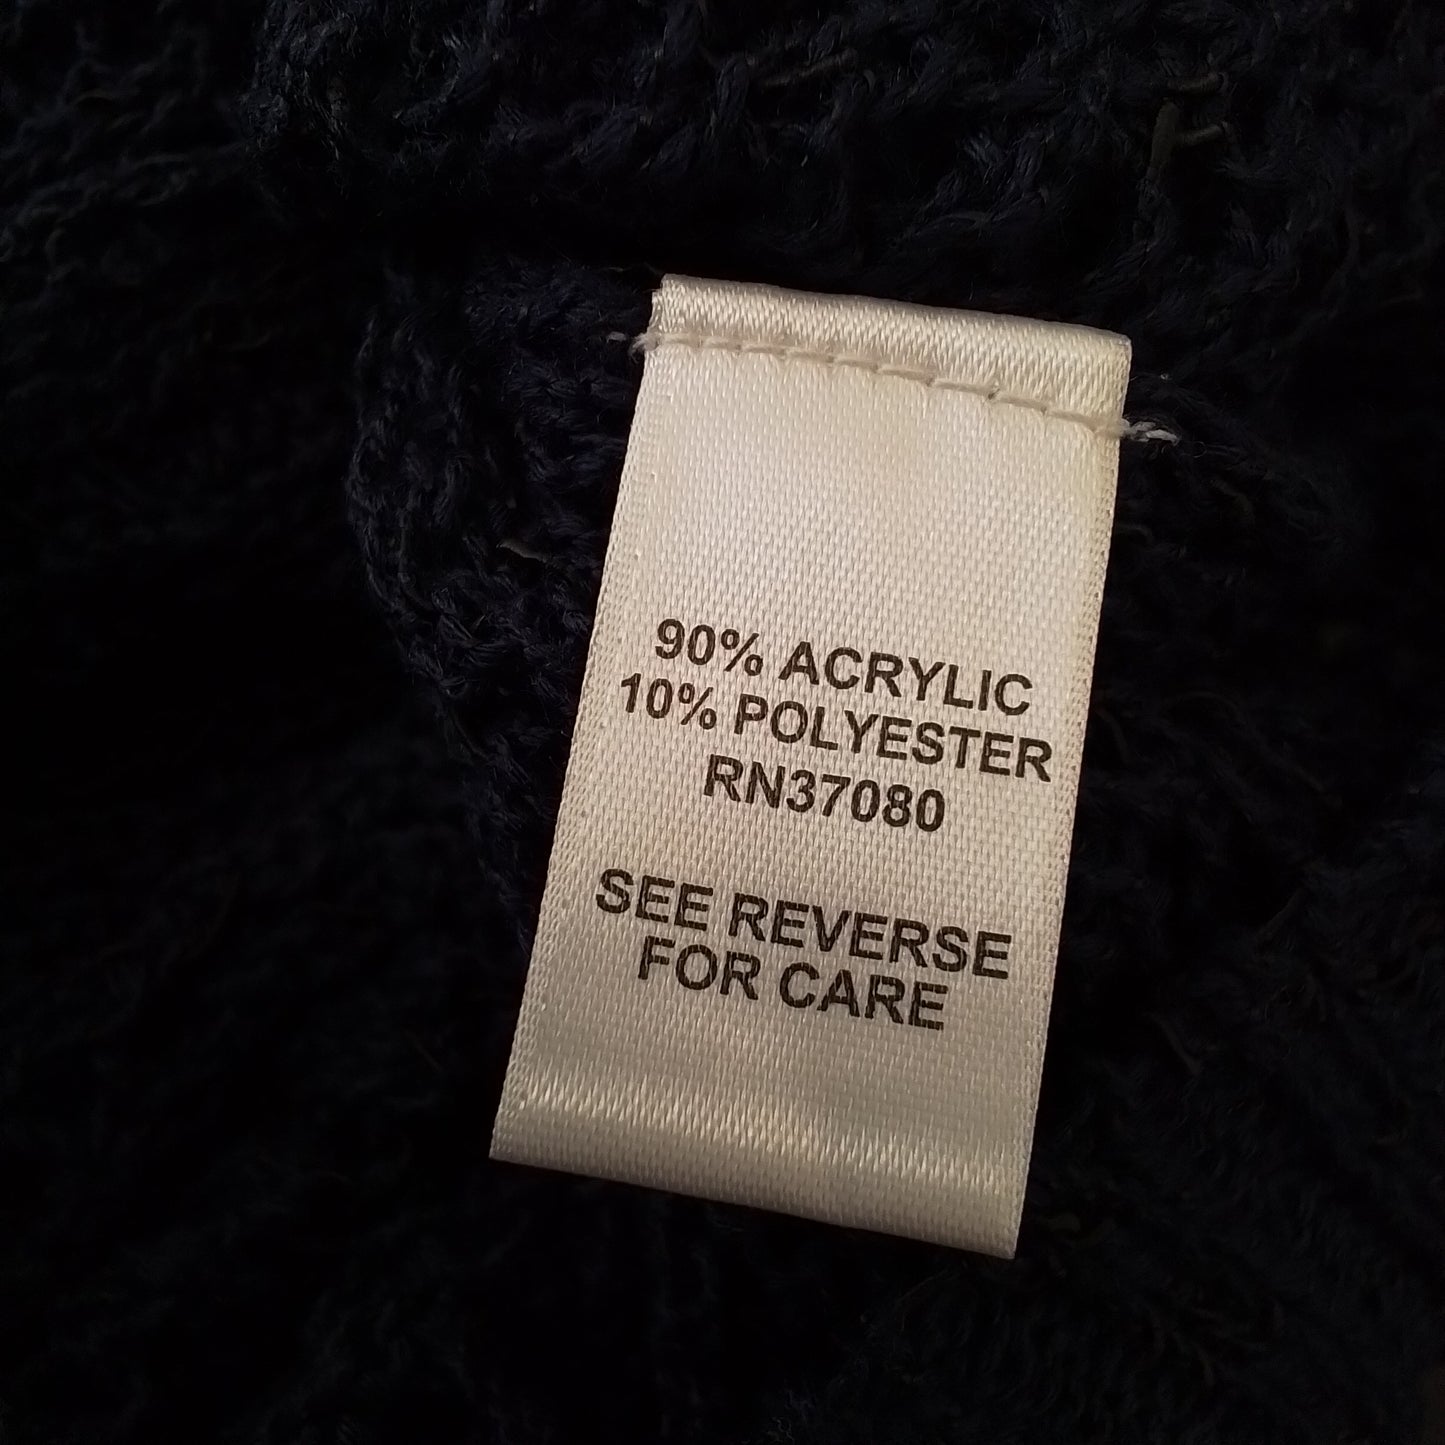 90% ACRYLIC
10% POLYESTER
RN37080
SEE REVERSE
FOR CARE